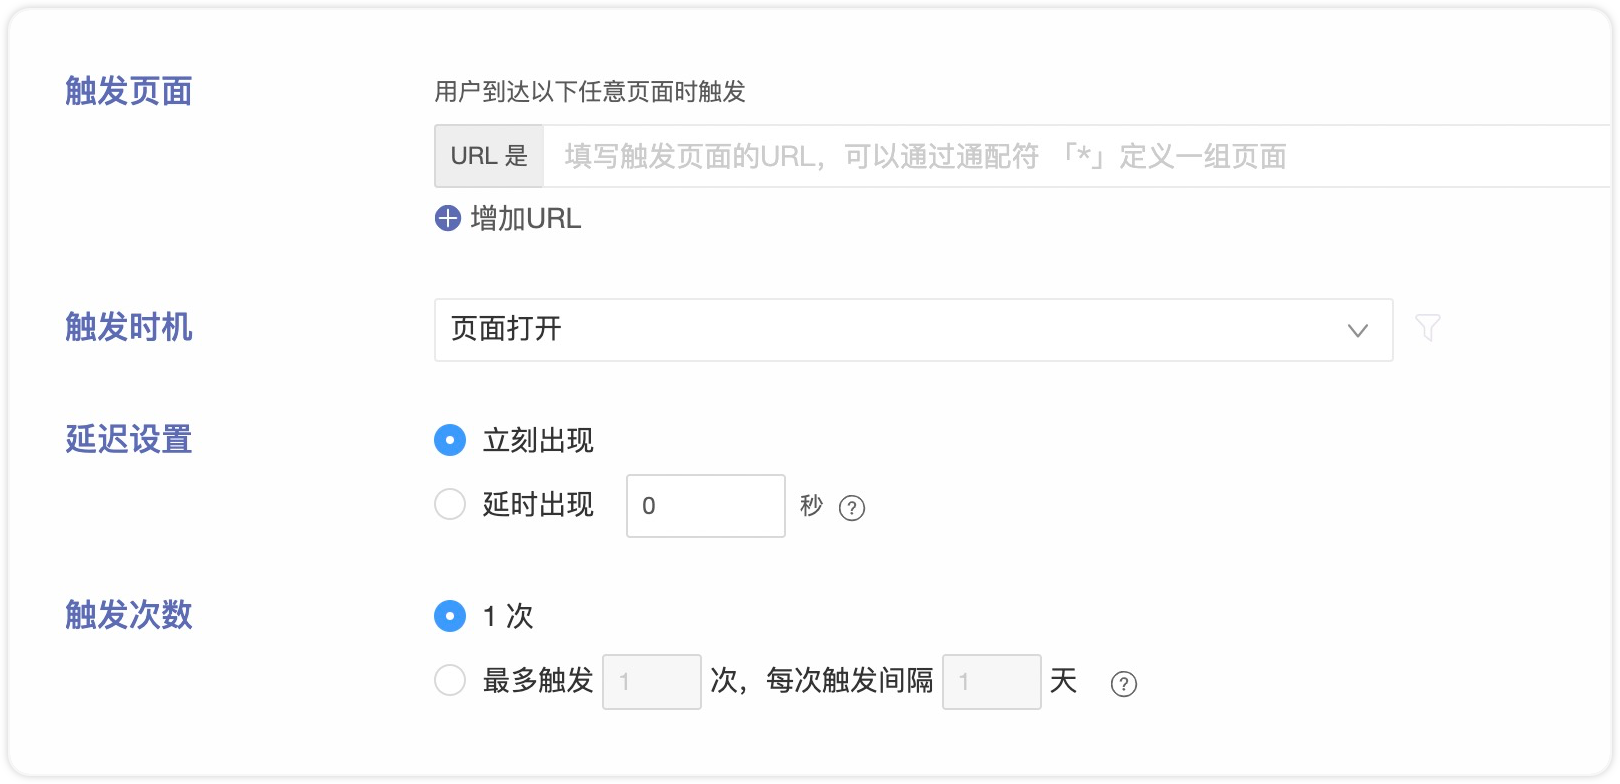 触发页面
用户到达以下任意页面时触发
URL 是 填写触发页面的URL，可以通过通配符 「*」定义一组页面
增加URL
触发时机
页面打开
延迟设置
立刻出现
延时出现 0 秒 ?
触发次数
1 次
最多触发 1 次，每次触发间隔 1 天 ?